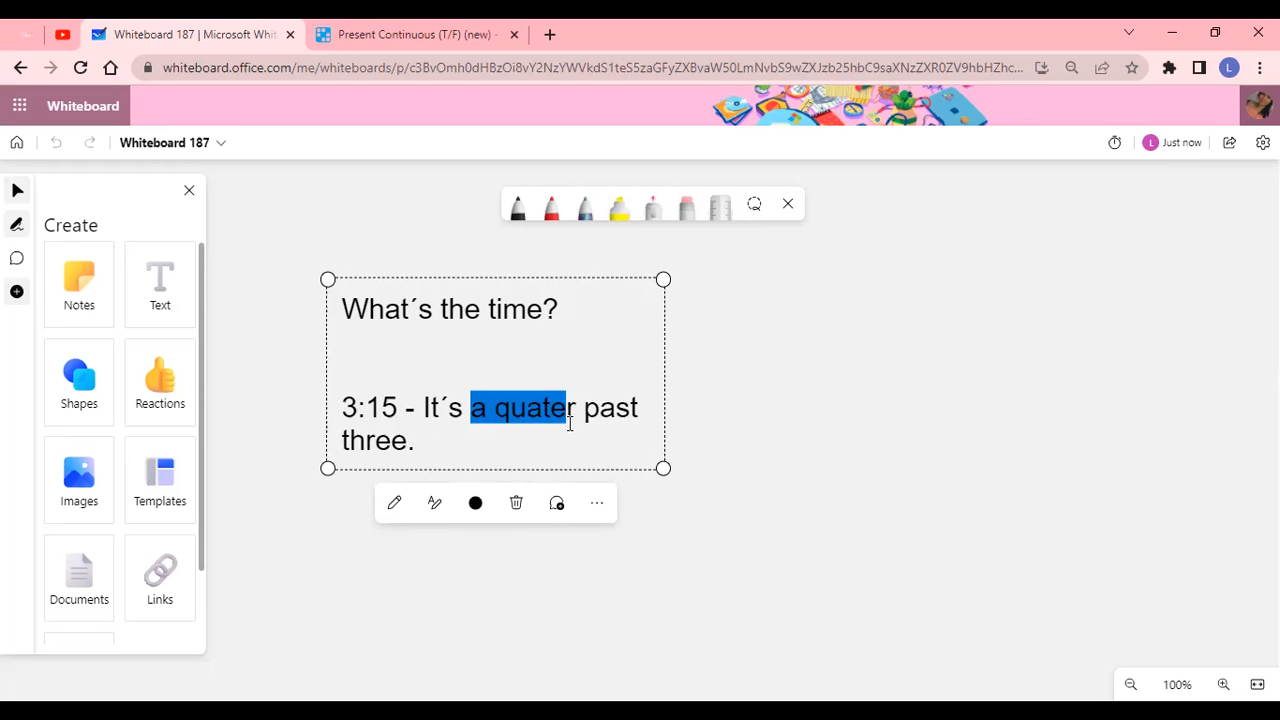 Whiteboard 187 | Microsoft Whit
Present Continuous (T/F) (new) -
whiteboard.office.com/me/whiteboards/p/c3BvOmh0dHBzOi8vY2NzYWVkdS1teS5zaGFyZXBvaW50LmNvbS9wZXJzb25hbC9saXNzZXR0ZV9hbHZhc...
L
Whiteboard
Whiteboard 187
L Just now
Create
Notes
Text
What´s the time?
3:15 - It´s a quater past
three.
Shapes
Reactions
Images
Templates
Documents
Links
100%